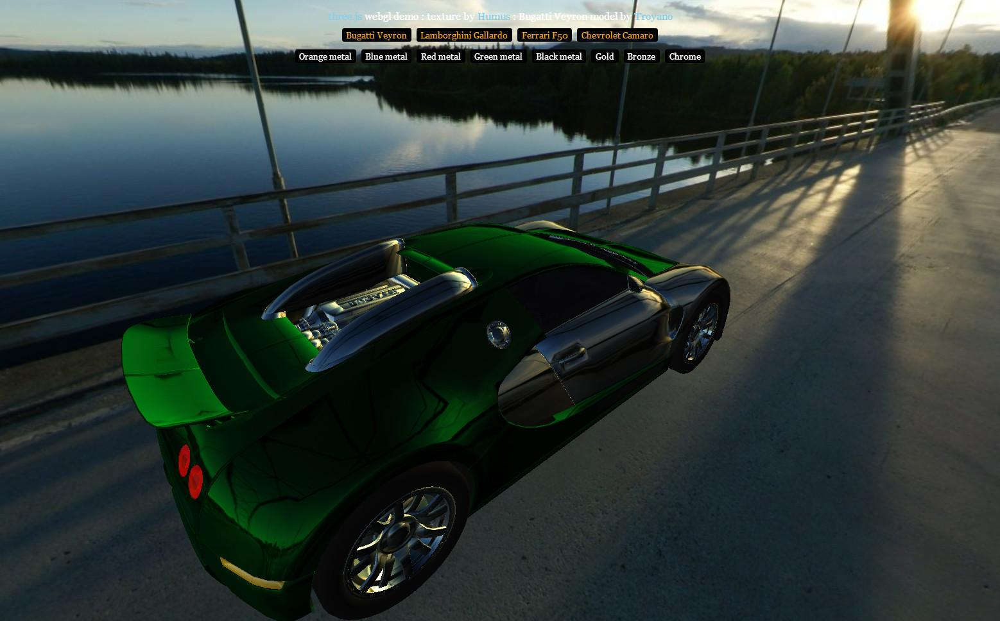 three.js webgl demo : texture by Humus : Bugatti Veyron model by Troyano
Bugatti Veyron Lamborghini Gallardo Ferrari F50 Chevrolet Camaro
Orange metal Blue metal Red metal Green metal Black metal Gold Bronze Chrome